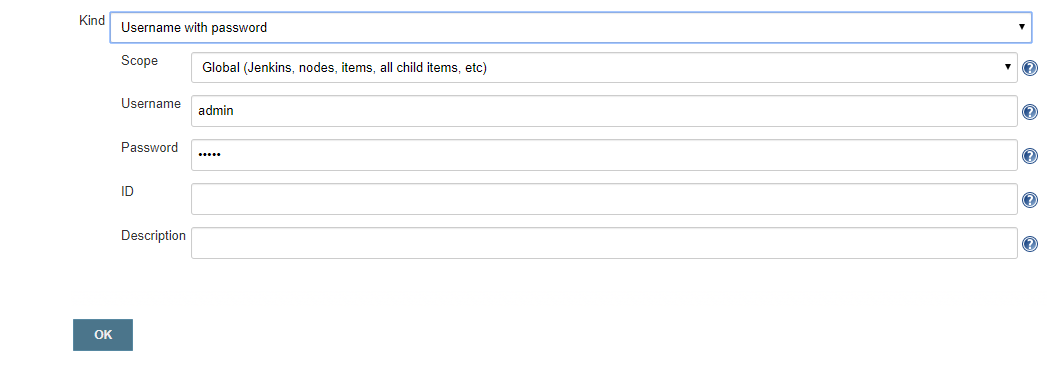 Kind
Username with password
Scope
Global (Jenkins, nodes, items, all child items, etc)
Username
admin
Password
•••••
ID
Description
OK